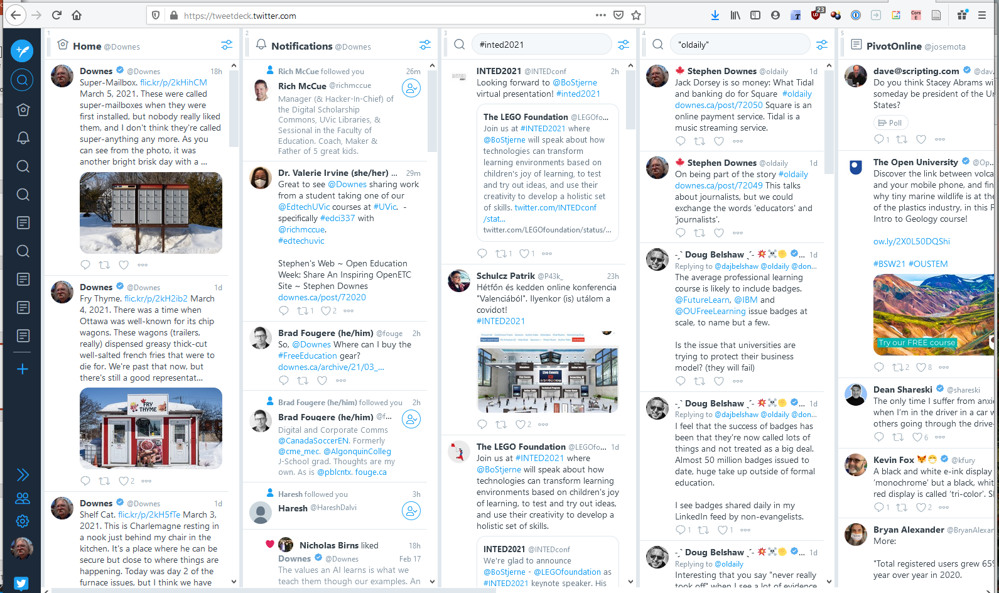 https://tweetdeck.twitter.com
23
1
Home @Downes
Downes @Downes 18h
Super-Mailbox. flic.kr/p/2kHihCM
March 5, 2021. These were called
super-mailboxes when they were
first installed, but nobody really liked
them, and I don't think they're called
super-anything any more. As you
can see from the photo, it was
another bright brisk day with a ...
Downes @Downes 1d
Fry Thyme. flic.kr/p/2kH2ib2 March
4, 2021. There was a time when
Ottawa was well-known for its chip
wagons. These wagons (trailers,
really) dispensed greasy thick-cut
well-salted french fries that were to
die for. We're past that now, but
there's still a good representat...
FRY
THYME
2
Downes @Downes 1d
Shelf Cat. flic.kr/p/2kH5fTe March 3,
2021. This is Charlemagne resting in
a nook just behind my chair in the
kitchen. It's a place where he can be
secure but close to where things are
happening. Today was day 2 of the
furnace issues, but I think we have
2
Notifications @Downes
Rich McCue followed you 26m
Rich McCue @richmccue
Manager (& Hacker-In-Chief) of
the Digital Scholarship
Commons, UVic Libraries, &
Sessional in the Faculty of
Education. Coach, Maker &
Father of 5 great kids.
Dr. Valerie Irvine (she/her) ... 29m
Great to see @Downes sharing work
from a student taking one of our
@EdtechUVic courses at #UVic. -
specifically #edci337 with
@richmccue.
#edtechuvic
Stephen's Web ~ Open Education
Week: Share An Inspiring OpenETC
Site ~ Stephen Downes
downes.ca/post/72020
1 2
Brad Fougere (he/him) @fouge 2h
So, @Downes Where can I buy the
#FreeEducation gear?
downes.ca/archive/21/03_...
Brad Fougere (he/him) followed you 2h
Brad Fougere (he/him) @f...
Digital and Corporate Comms
@CanadaSoccerEN. Formerly
@cme_mec. @AlgonquinColleg
J-School grad. Thoughts are my
own. As is @pblcntx. fouge.ca
Haresh followed you 3h
Haresh @HareshDalvi
Nicholas Birns liked 18h
Downes @Downes Feb 17
The values an AI learns is what we
teach them though our examples. An
3
#inted2021
INTED2021 @INTEDconf 2h
Looking forward to @BoStjerne
virtual presentation! #inted2021
The LEGO Foundation @LEGOfo...
Join us at #INTED2021 where
@BoStjerne will speak about how
technologies can transform
learning environments based on
children's joy of learning, to test
and try out ideas, and use their
creativity to develop a holistic set
of skills. twitter.com/INTEDconf
/stat...
twitter.com/LEGOfoundation/status/...
1 1
Schulcz Patrik @P43k_ 23h
Hétfőn és kedden online konferencia
"Valenciából". Ilyenkor (is) utálom a
covidot!
#INTED2021
Live Events
2
The LEGO Foundation @LEGOfo... 1d
Join us at #INTED2021 where
@BoStjerne will speak about how
technologies can transform learning
environments based on children's joy
of learning, to test and try out ideas,
and use their creativity to develop a
holistic set of skills.
INTED2021 @INTEDconf
We're glad to announce
@BoStjerne - @LEGOfoundation as
#INTED2021 keynote speaker. His
4
"oldaily"
Stephen Downes @oldaily 1d
Jack Dorsey is so money: What Tidal
and banking do for Square #oldaily
downes.ca/post/72050 Square is an
online payment service. Tidal is a
music streaming service.
Stephen Downes @oldaily 1d
On being part of the story #oldaily
downes.ca/post/72049 This talks
about journalists, but we could
exchange the words 'educators' and
'journalists'.
-ˏˋ Doug Belshaw ˎˊ- ... 1d
Replying to @dajbelshaw @oldaily @don...
The average professional learning
course is likely to include badges.
@FutureLearn, @IBM and
@OUFreeLearning issue badges at
scale, to name but a few.
Is the issue that universities are
trying to protect their business
model? (they will fail)
-ˏˋ Doug Belshaw ˎˊ- ... 1d
Replying to @dajbelshaw @oldaily @don...
I feel that the success of badges has
been that they're now called lots of
things and not treated as a big deal.
Almost 50 million badges issued to
date, huge take up outside of formal
education.
I see badges shared daily in my
LinkedIn feed by non-evangelists.
1 1
-ˏˋ Doug Belshaw ˎˊ- ... 1d
Replying to @oldaily
Interesting that you say "never really
took off" when I see a lot of evidence
5
PivotOnline @josemota
dave@scripting.com @dav
Do you think Stacey Abrams wi
someday be president of the Un
States?
Poll
1
The Open University @Op...
Discover the link between volca
and your mobile phone, and fin
why tiny marine wildlife is at the
of the plastics industry, in this F
Intro to Geology course!
ow.ly/2X0L50DQShi
#BSW21 #OUSTEM
Try our FREE course
2 8
Dean Shareski @shareski
The only time I suffer from anxie
when I'm in the driver in a car w
others going through the drive-
6
Kevin Fox @kfury
A black and white e-ink display
'monochrome' but a black, whit
red display is called 'tri-color'. S
1 2
Bryan Alexander @BryanAlexar
More:
"Total registered users grew 65%
year over year in 2020.